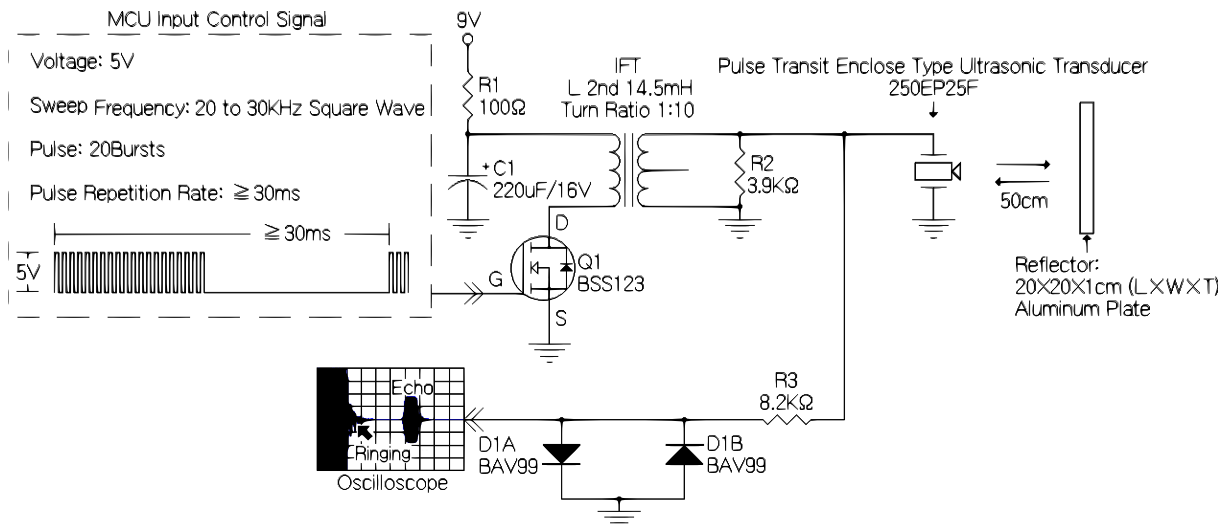 MCU Input Control Signal
Voltage: 5V
Sweep Frequency: 20 to 30KHz Square Wave
Pulse: 20Bursts
Pulse Repetition Rate: ≧30ms
≧30ms
5V
9V
R1
100Ω
+
C1
220uF/16V
IFT
L 2nd 14.5mH
Turn Ratio 1:10
R2
3.9KΩ
D
G
S
Q1
BSS123
Pulse Transit Enclose Type Ultrasonic Transducer
250EP25F
50cm
Reflector:
20X20X1cm (LXWXT)
Aluminum Plate
R3
8.2KΩ
D1A
BAV99
D1B
BAV99
Echo
Ringing
Oscilloscope